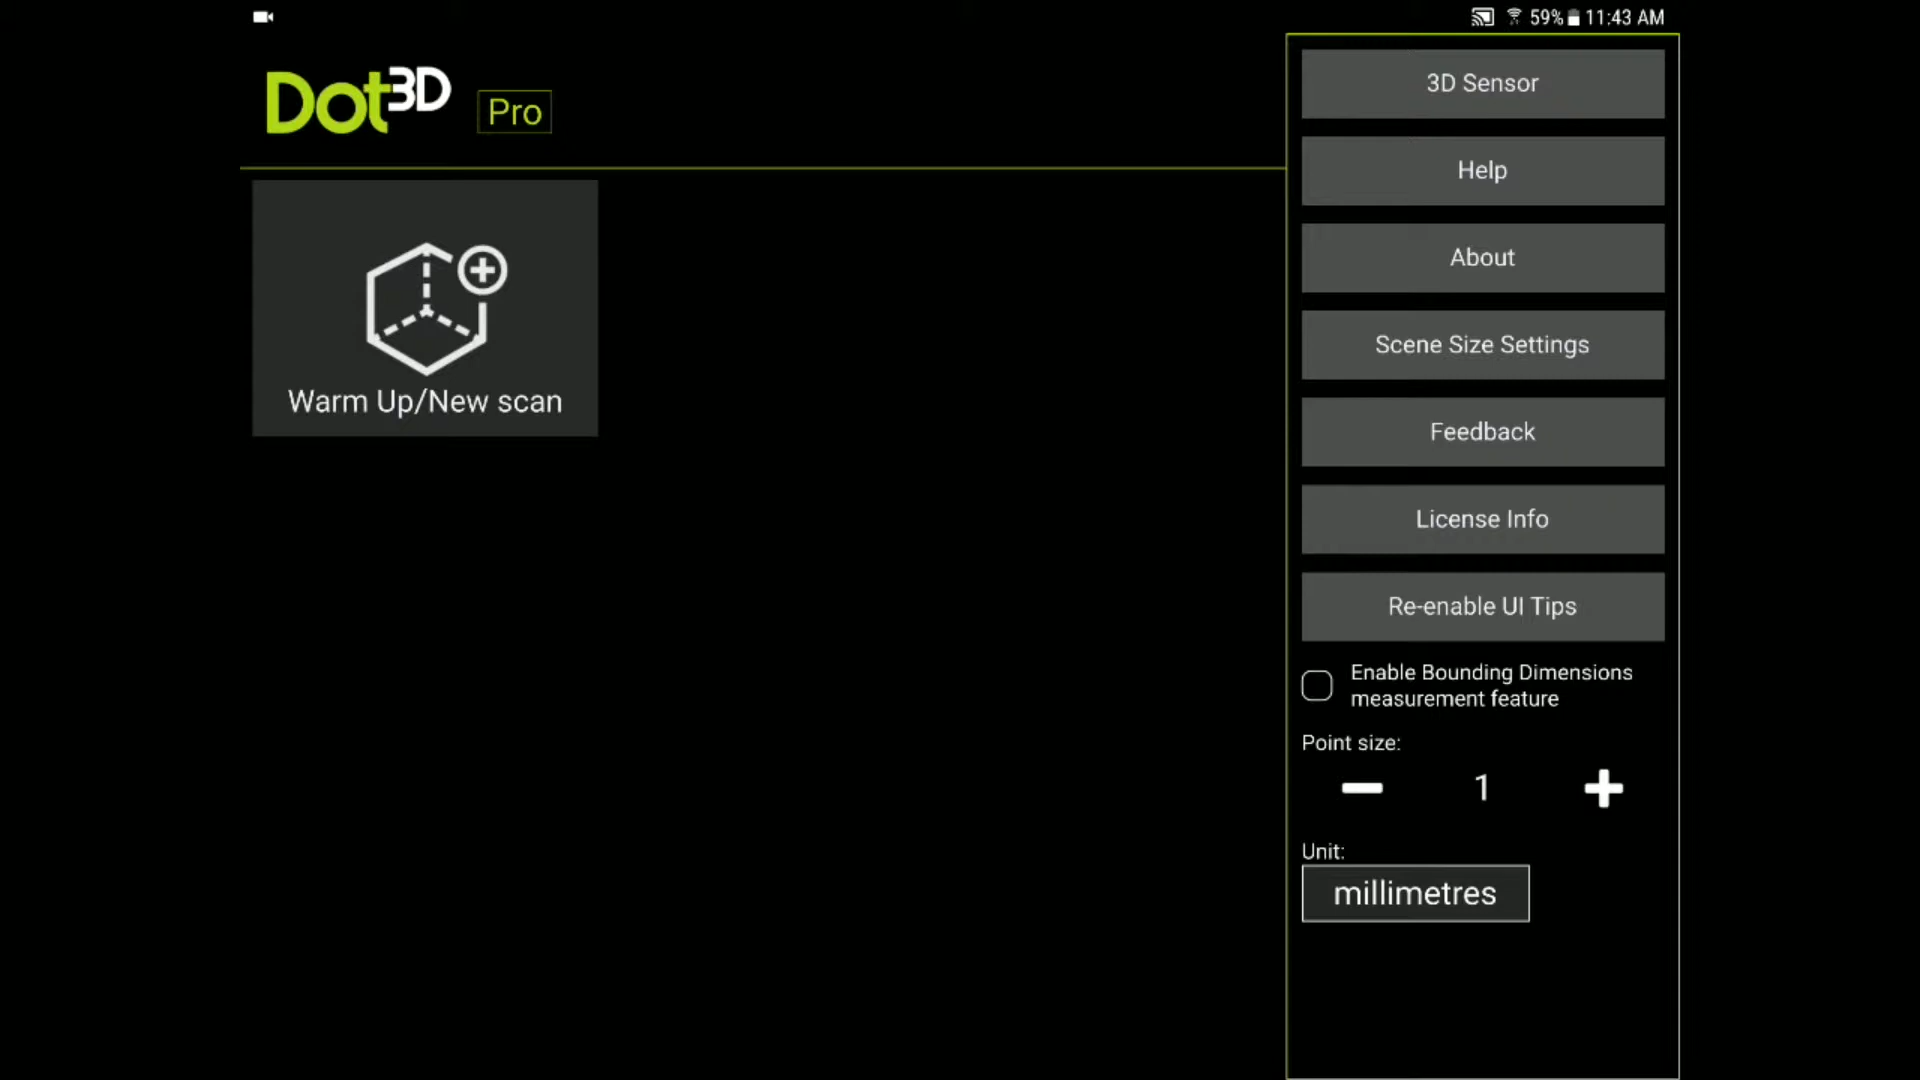 59% 11:43 AM
Dot3D Pro
Warm Up/New scan
3D Sensor
Help
About
Scene Size Settings
Feedback
License Info
Re-enable UI Tips
Enable Bounding Dimensions
measurement feature
Point size:
1
Unit:
millimetres